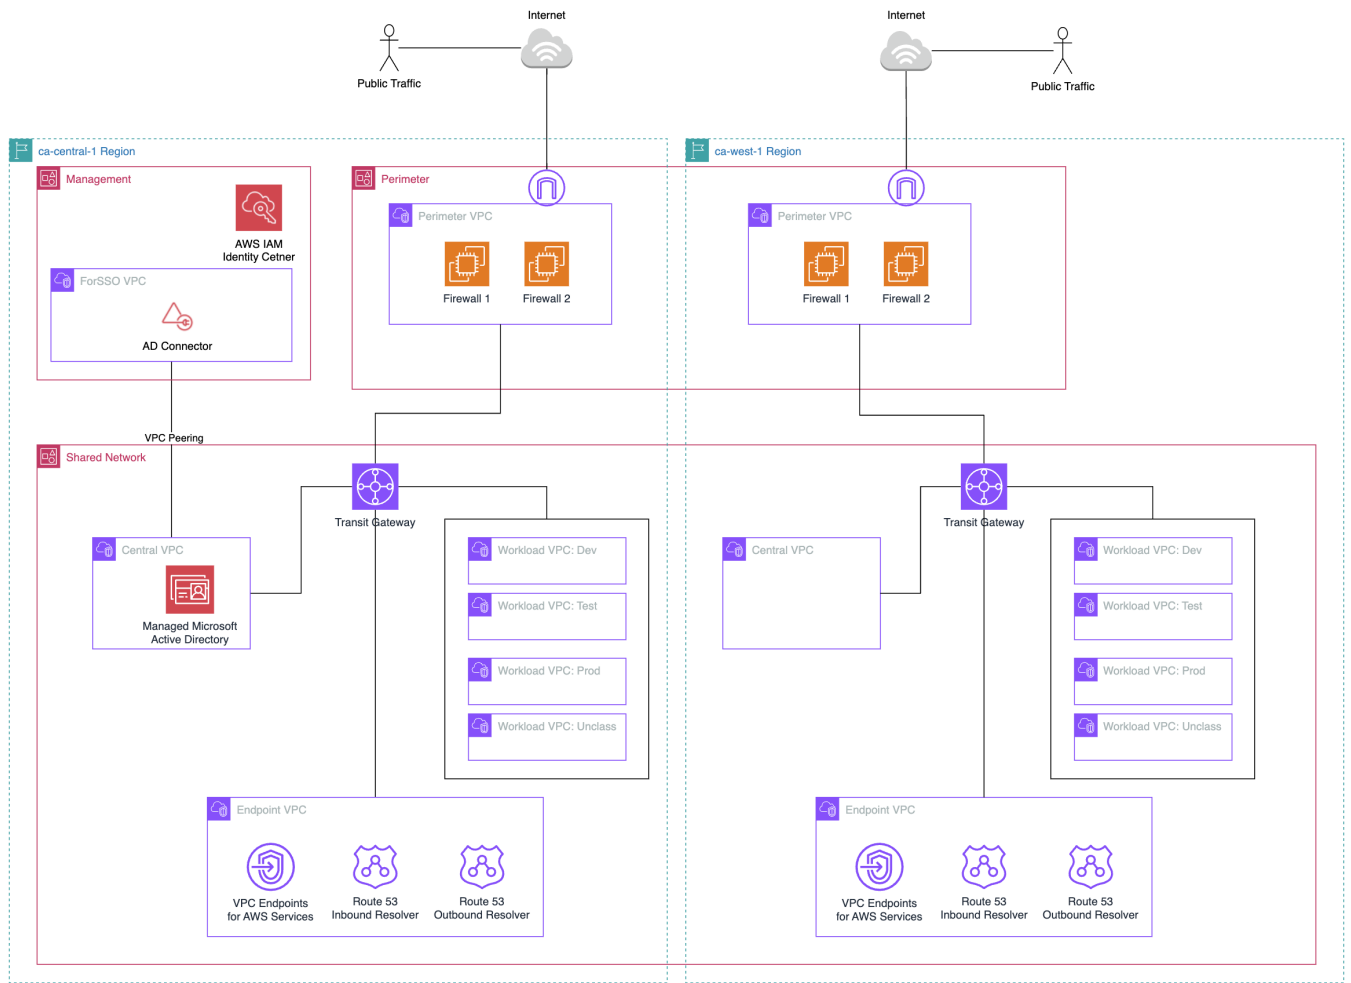 Internet
Internet
Public Traffic
Public Traffic
ca-central-1 Region
ca-west-1 Region
Management
Perimeter
AWS IAM
Identity Cetner
Perimeter VPC
Perimeter VPC
ForSSO VPC
Firewall 1
Firewall 2
Firewall 1
Firewall 2
AD Connector
VPC Peering
Shared Network
Transit Gateway
Transit Gateway
Central VPC
Workload VPC: Dev
Central VPC
Workload VPC: Dev
Workload VPC: Test
Workload VPC: Test
Managed Microsoft
Active Directory
Workload VPC: Prod
Workload VPC: Prod
Workload VPC: Unclass
Workload VPC: Unclass
Endpoint VPC
Endpoint VPC
VPC Endpoints
for AWS Services
Route 53
Inbound Resolver
Route 53
Outbound Resolver
VPC Endpoints
for AWS Services
Route 53
Inbound Resolver
Route 53
Outbound Resolver